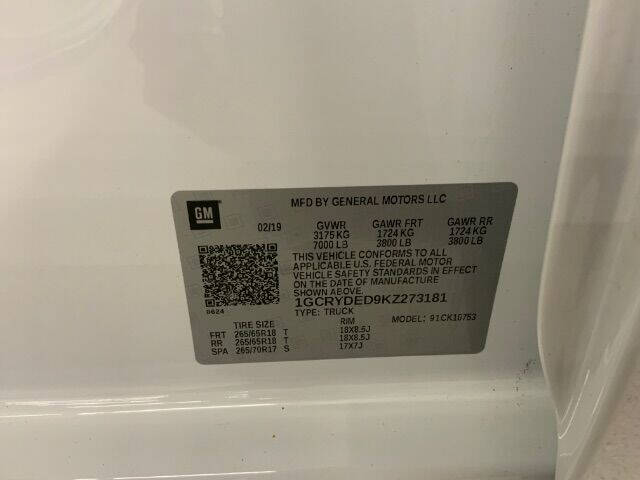 GM
MFD BY GENERAL MOTORS LLC
02/19 GVWR GAWR FRT GAWR RR
3175 KG 1724 KG 1724 KG
7000 LB 3800 LB 3800 LB
THIS VEHICLE CONFORMS TO ALL
APPLICABLE U.S. FEDERAL MOTOR
VEHICLE SAFETY STANDARDS IN EFFECT
ON THE DATE OF MANUFACTURE
SHOWN ABOVE.
1GCRYDED9KZ273181
0624
TYPE: TRUCK MODEL: 91CK10753
TIRE SIZE RIM
FRT 265/65R18 T 18X8.5J
RR 265/65R18 T 18X8.5J
SPA 265/70R17 S 17X7J